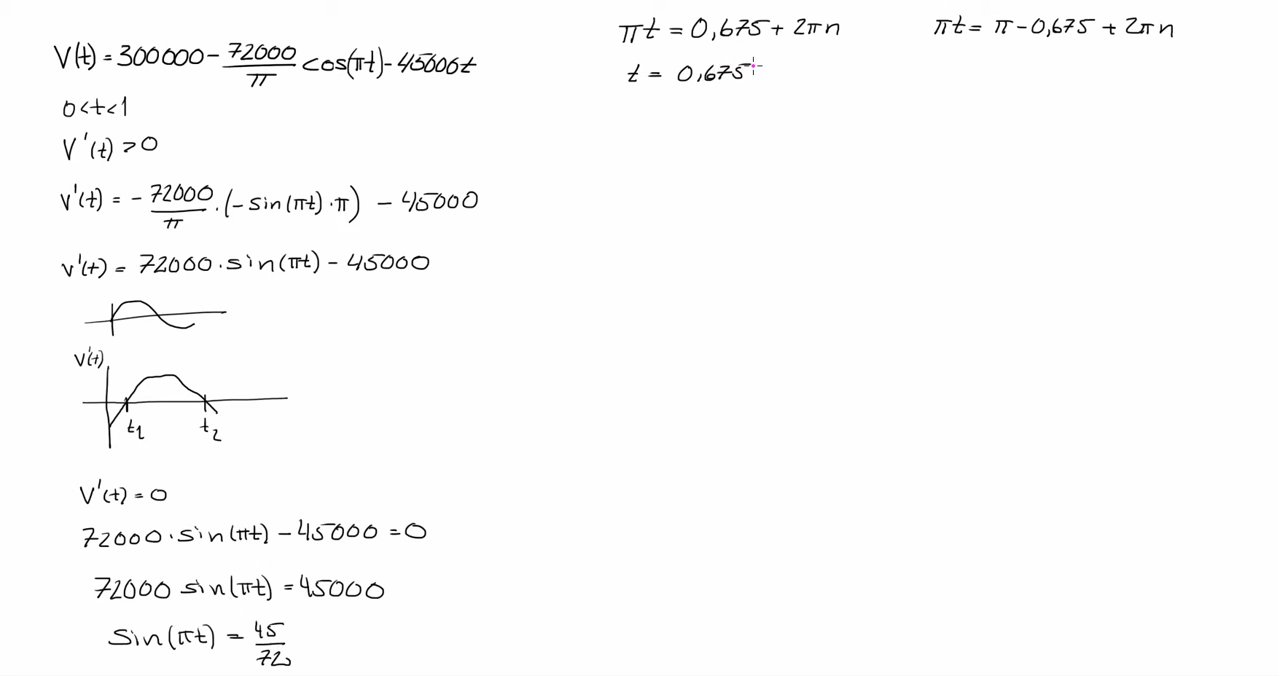 V(t) = 300000 - 72000/π cos(πt) - 45000t
0 < t < 1
V'(t) > 0
V'(t) = - 72000/π · (- sin(πt) · π) - 45000
V'(t) = 72000 · sin(πt) - 45000
V'(t)
t₁ t₂
V'(t) = 0
72000 · sin(πt) - 45000 = 0
72000 sin(πt) = 45000
sin(πt) = 45/72
πt = 0,675 + 2πn
t = 0,675
πt = π - 0,675 + 2πn